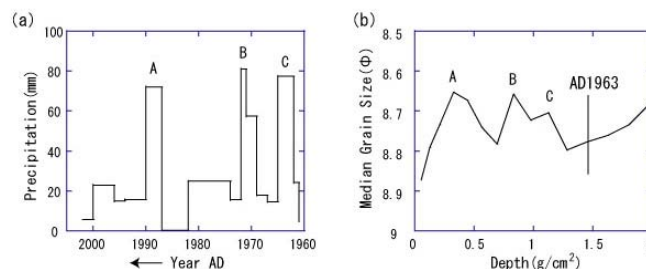 (a)
Precipitation(mm)
100
80
60
40
20
0
A
B
C
2000
1990
1980
1970
1960
← Year AD
(b)
Median Grain Size(Φ)
8.5
8.6
8.7
8.8
8.9
9
A
B
C
AD1963
0
0.5
1
1.5
Depth(g/cm²)